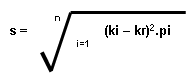 n
s = √ (ki – kr)².pi
i=1